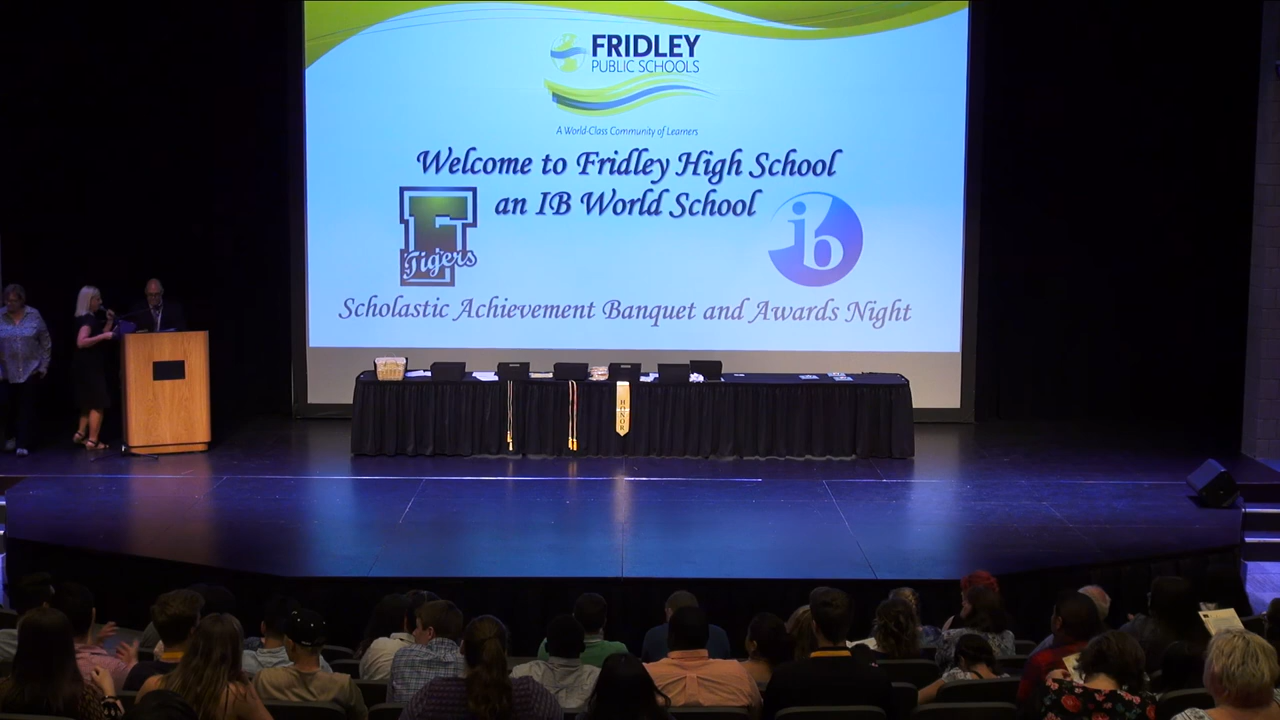 FRIDLEY
PUBLIC SCHOOLS
A World-Class Community of Learners
Welcome to Fridley High School
an IB World School
F
Tigers
ib
Scholastic Achievement Banquet and Awards Night
HONOR